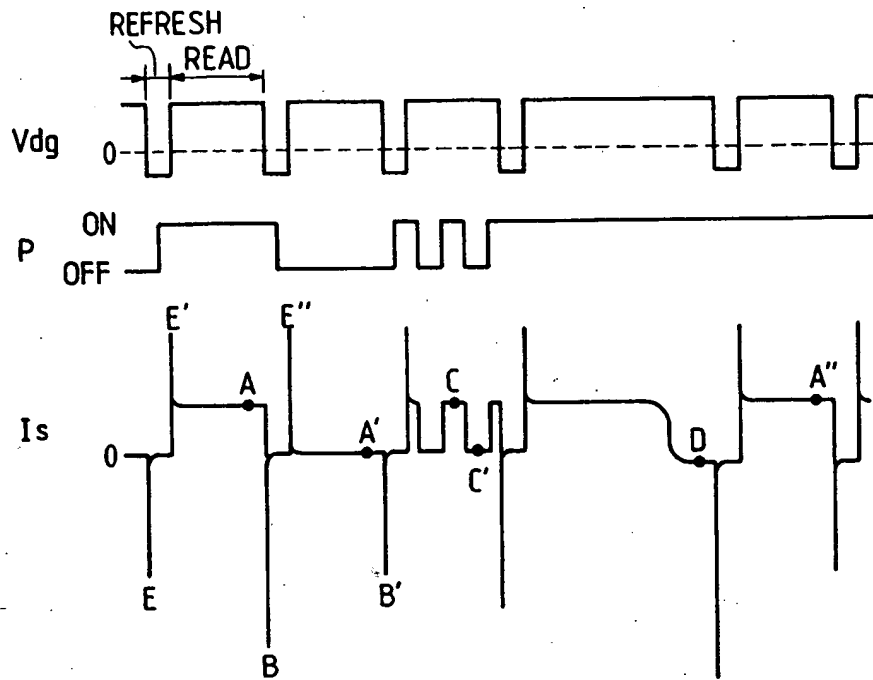 REFRESH
READ
Vdg 0
P ON
OFF
E' E"
A C A"
Is 0 A' D
C'
E B'
B